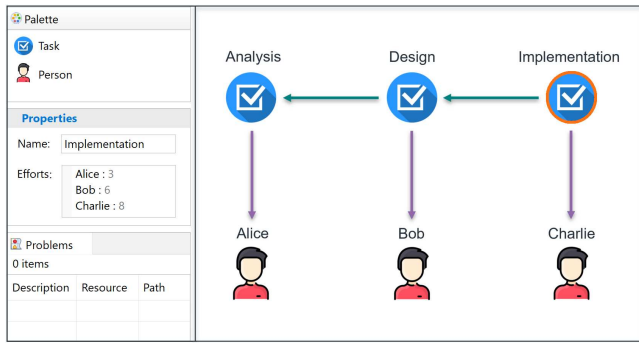 Palette
Task
Person
Properties
Name: Implementation
Efforts: Alice : 3
Bob : 6
Charlie : 8
Problems
0 items
Description Resource Path
Analysis Design Implementation
Alice Bob Charlie